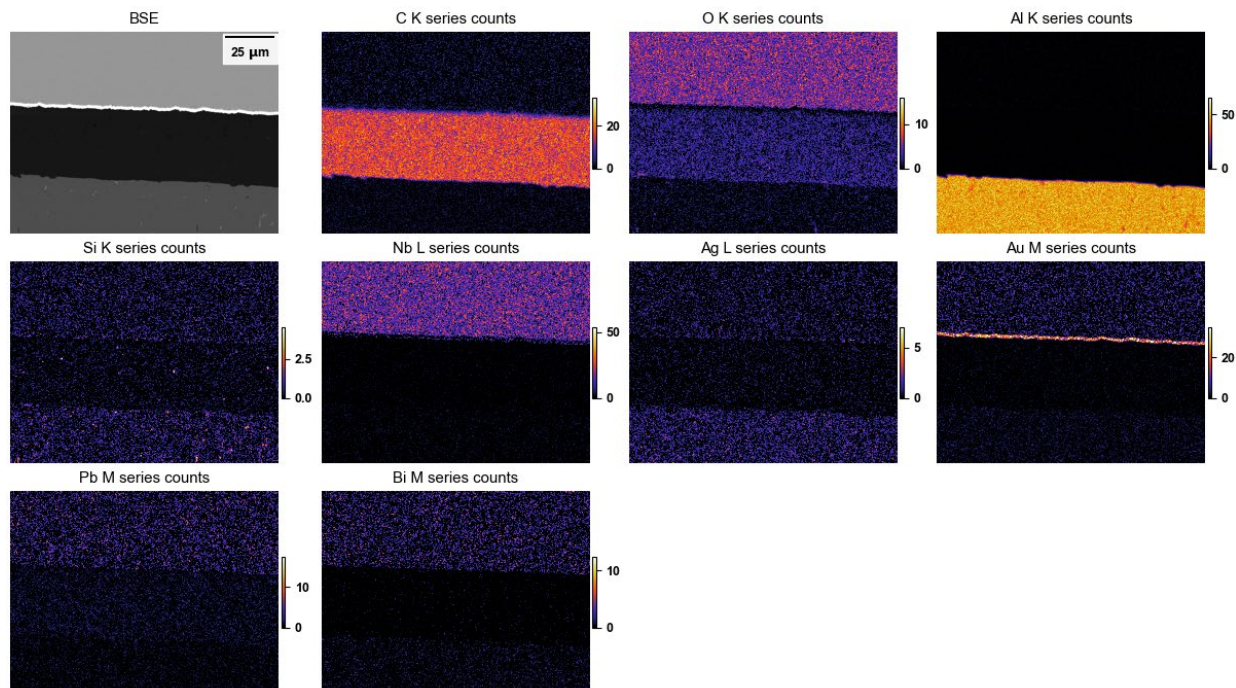 BSE
C K series counts
O K series counts
Al K series counts
25 µm
20
0
10
0
50
0
Si K series counts
Nb L series counts
Ag L series counts
Au M series counts
2.5
0.0
50
0
5
0
20
0
Pb M series counts
Bi M series counts
10
0
10
0